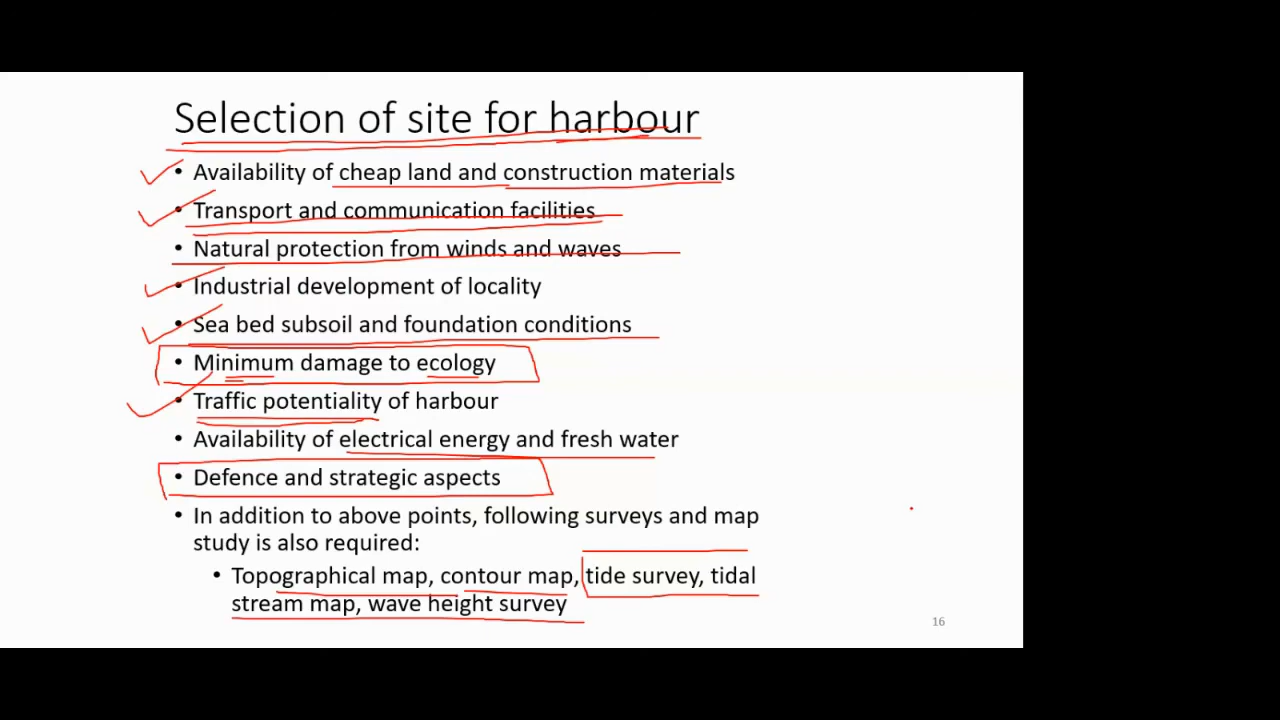 Selection of site for harbour
• Availability of cheap land and construction materials
• Transport and communication facilities
• Natural protection from winds and waves
• Industrial development of locality
• Sea bed subsoil and foundation conditions
• Minimum damage to ecology
• Traffic potentiality of harbour
• Availability of electrical energy and fresh water
• Defence and strategic aspects
• In addition to above points, following surveys and map
study is also required:
• Topographical map, contour map, tide survey, tidal
stream map, wave height survey
16